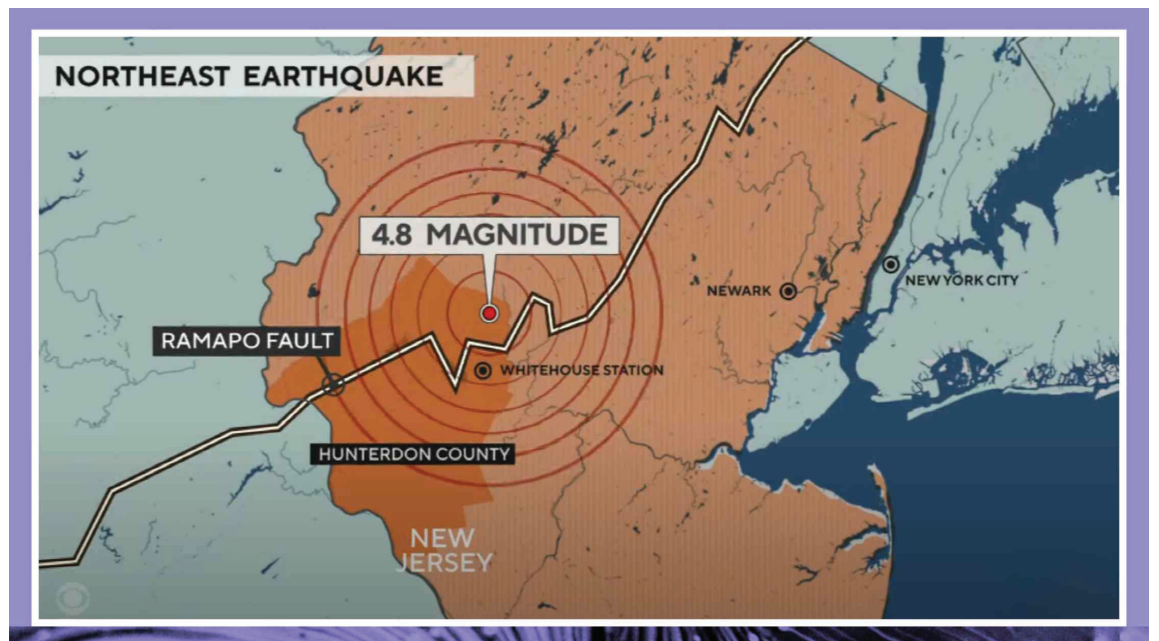 NORTHEAST EARTHQUAKE
4.8 MAGNITUDE
NEWARK
NEW YORK CITY
RAMAPO FAULT
WHITEHOUSE STATION
HUNTERDON COUNTY
NEW
JERSEY